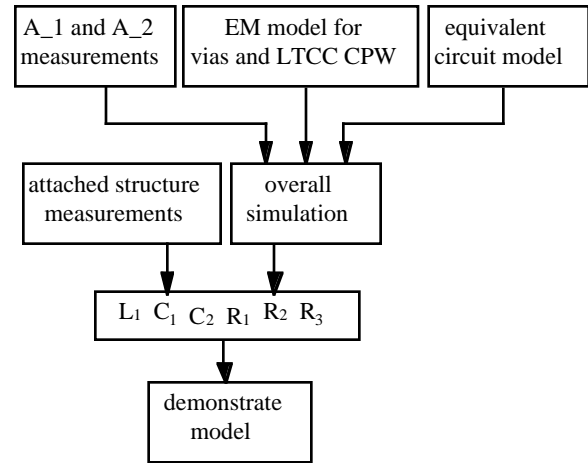 A_1 and A_2
measurements
EM model for
vias and LTCC CPW
equivalent
circuit model
attached structure
measurements
overall
simulation
L1 C1 C2 R1 R2 R3
demonstrate
model